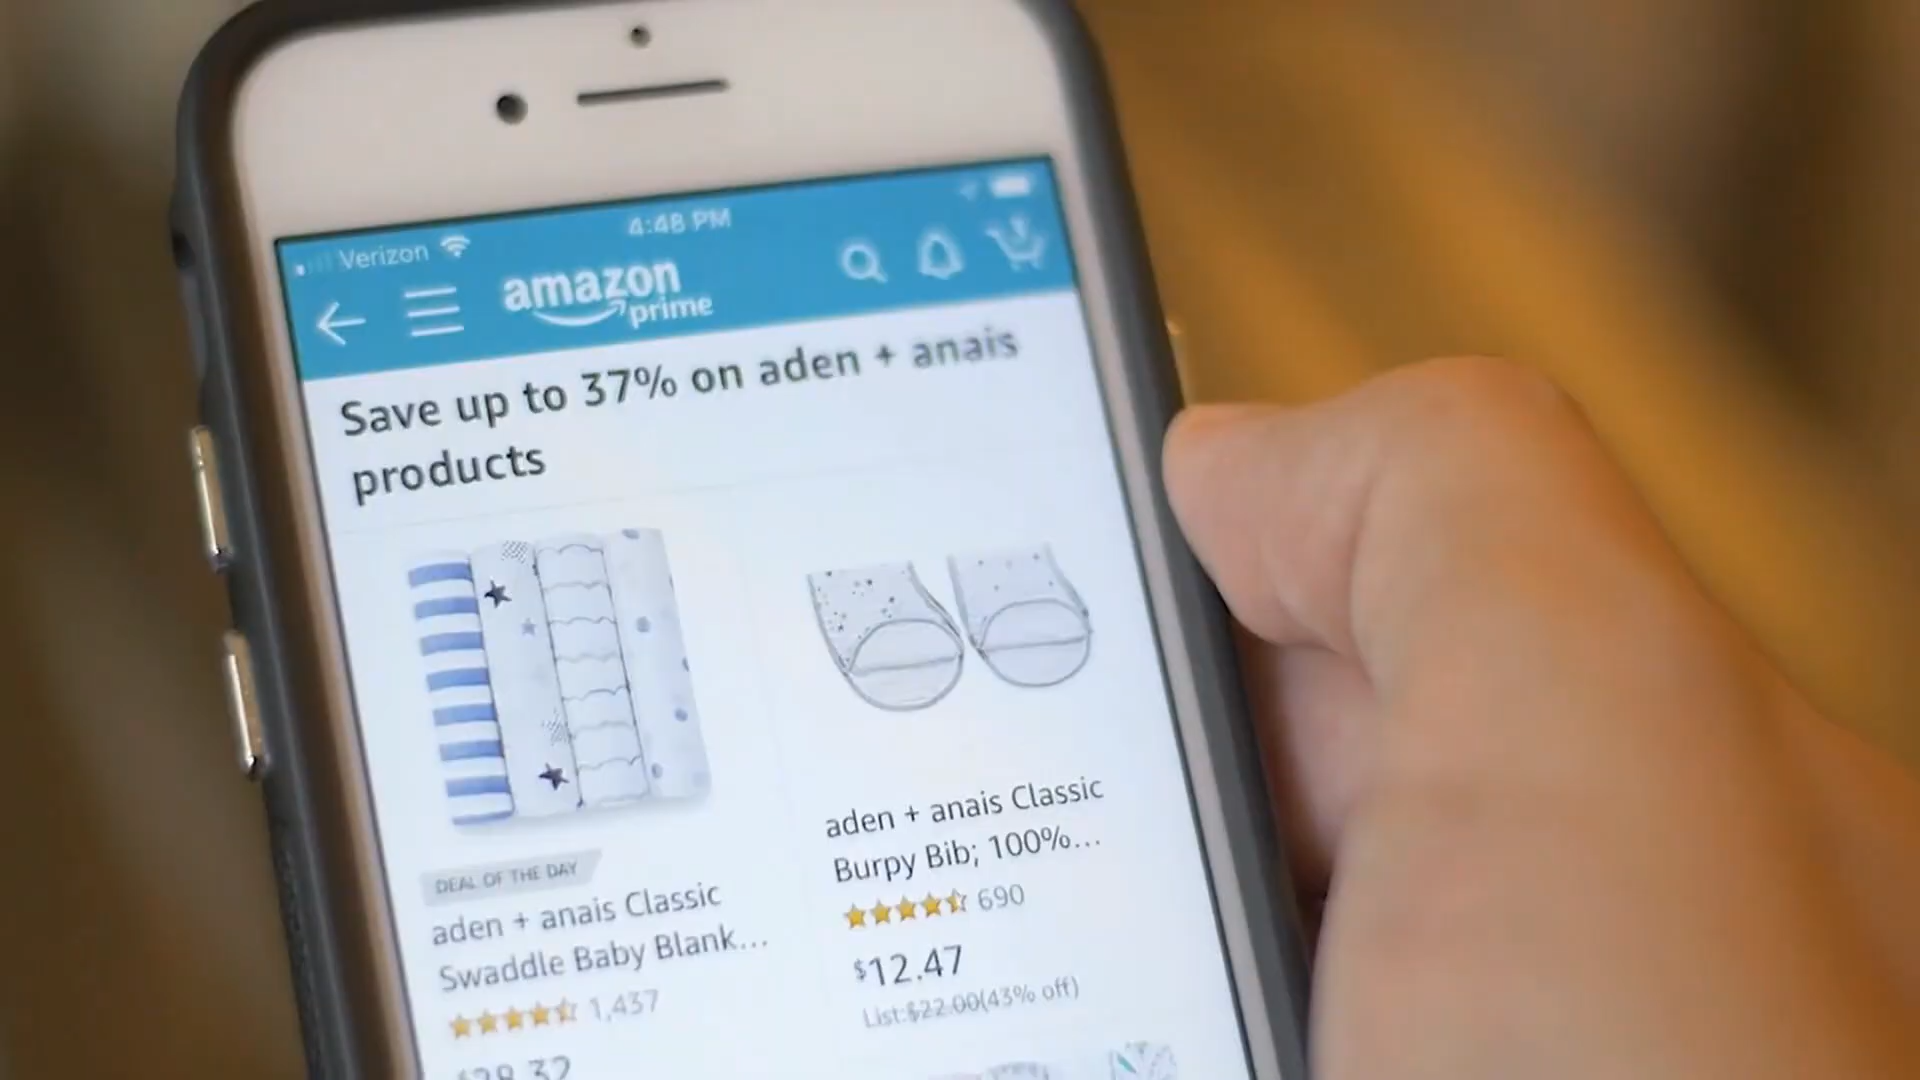 Verizon
4:48 PM
amazon
prime
Save up to 37% on aden + anais
products
DEAL OF THE DAY
aden + anais Classic
Swaddle Baby Blank...
1,437
aden + anais Classic
Burpy Bib; 100%...
690
$12.47
List:$22.00(43% off)